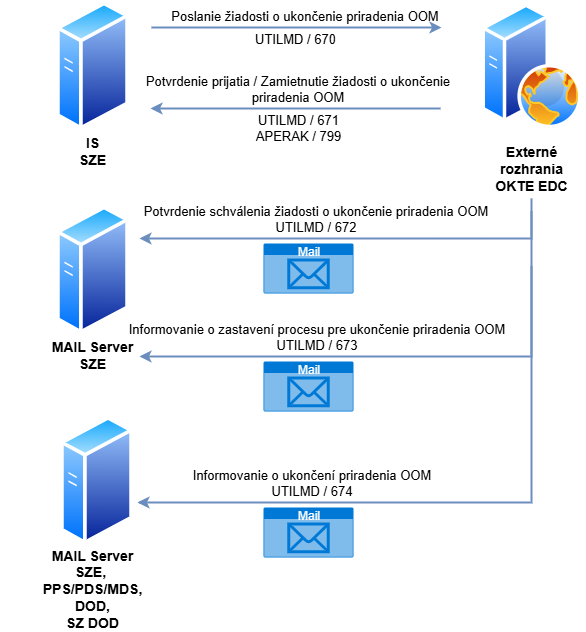 Poslanie žiadosti o ukončenie priradenia OOM
UTILMD / 670
Potvrdenie prijatia / Zamietnutie žiadosti o ukončenie
priradenia OOM
UTILMD / 671
APERAK / 799
IS
SZE
Externé
rozhrania
OKTE EDC
Potvrdenie schválenia žiadosti o ukončenie priradenia OOM
UTILMD / 672
Mail
MAIL Server
SZE
Informovanie o zastavení procesu pre ukončenie priradenia OOM
UTILMD / 673
Mail
Informovanie o ukončení priradenia OOM
UTILMD / 674
Mail
MAIL Server
SZE,
PPS/PDS/MDS,
DOD,
SZ DOD